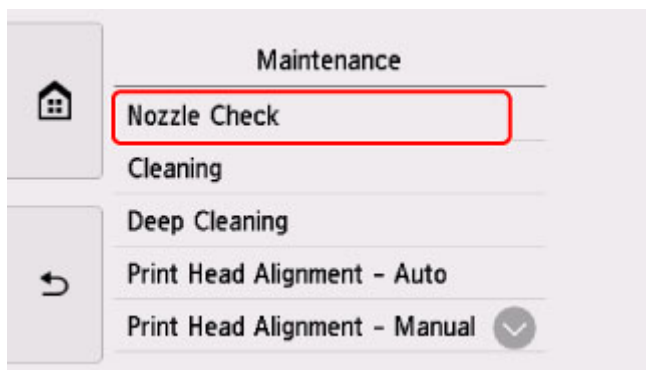 Maintenance
Nozzle Check
Cleaning
Deep Cleaning
Print Head Alignment - Auto
Print Head Alignment - Manual